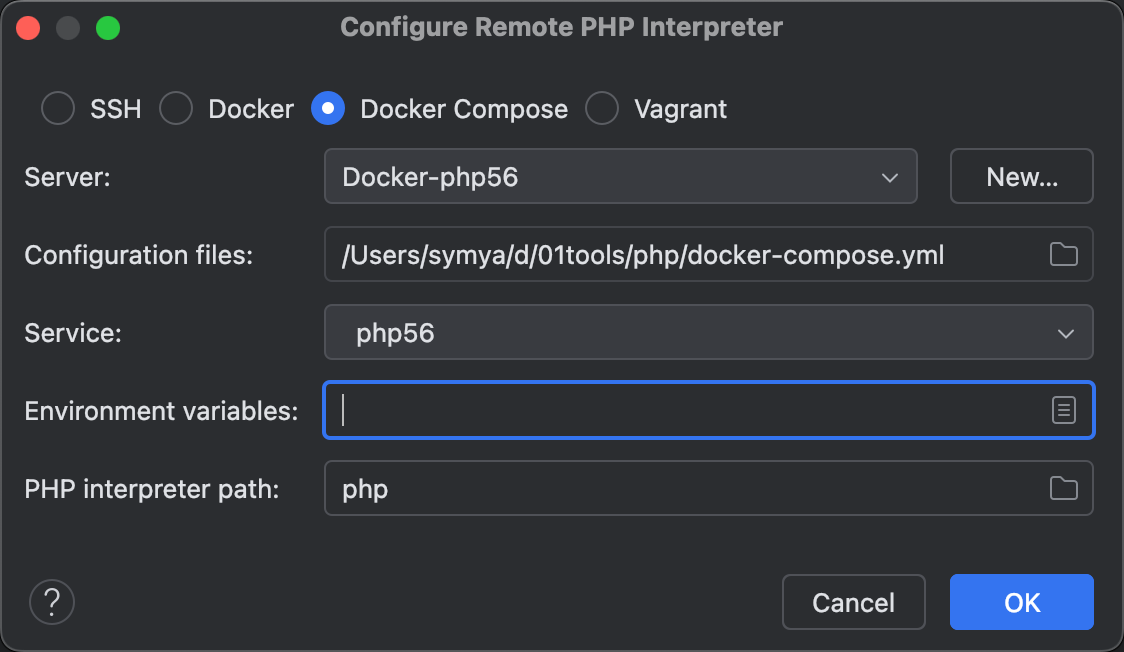 Configure Remote PHP Interpreter
SSH Docker Docker Compose Vagrant
Server: Docker-php56 New...
Configuration files: /Users/symya/d/01tools/php/docker-compose.yml
Service: php56
Environment variables:
PHP interpreter path: php
? Cancel OK